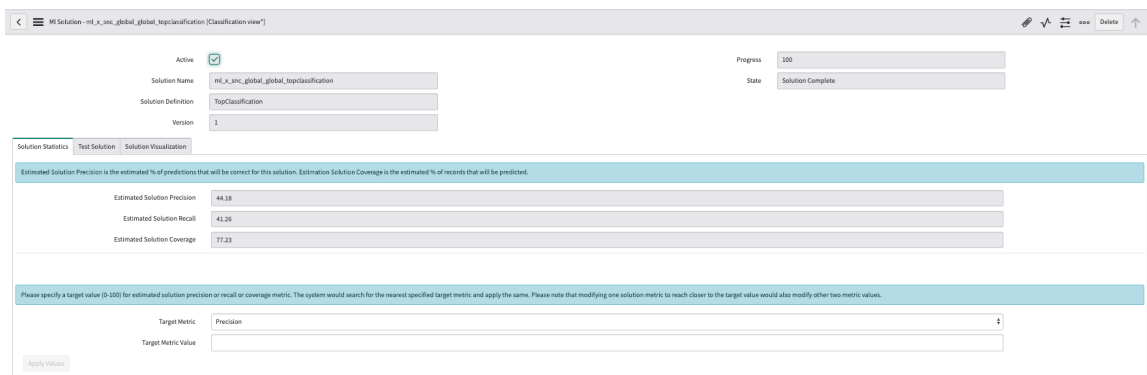 MI Solution - ml_x_snc_global_global_topclassification [Classification view*]
Delete
Active
Progress 100
Solution Name ml_x_snc_global_global_topclassification
State Solution Complete
Solution Definition TopClassification
Version 1
Solution Statistics Test Solution Solution Visualization
Estimated Solution Precision is the estimated % of predictions that will be correct for this solution. Estimation Solution Coverage is the estimated % of records that will be predicted.
Estimated Solution Precision 44.18
Estimated Solution Recall 41.26
Estimated Solution Coverage 77.23
Please specify a target value (0-100) for estimated solution precision or recall or coverage metric. The system would search for the nearest specified target metric and apply the same. Please note that modifying one solution metric to reach closer to the target value would also modify other two metric values.
Target Metric Precision
Target Metric Value
Apply Values